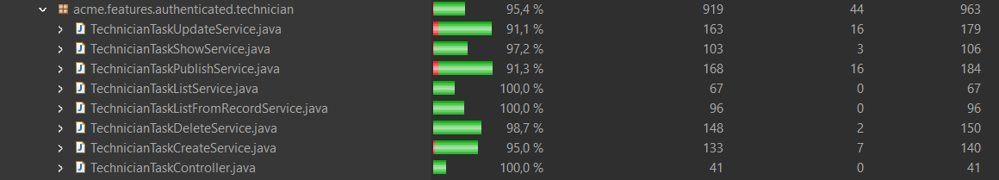 acme.features.authenticated.technician 95,4 % 919 44 963
TechnicianTaskUpdateService.java 91,1 % 163 16 179
TechnicianTaskShowService.java 97,2 % 103 3 106
TechnicianTaskPublishService.java 91,3 % 168 16 184
TechnicianTaskListService.java 100,0 % 67 0 67
TechnicianTaskListFromRecordService.java 100,0 % 96 0 96
TechnicianTaskDeleteService.java 98,7 % 148 2 150
TechnicianTaskCreateService.java 95,0 % 133 7 140
TechnicianTaskController.java 100,0 % 41 0 41